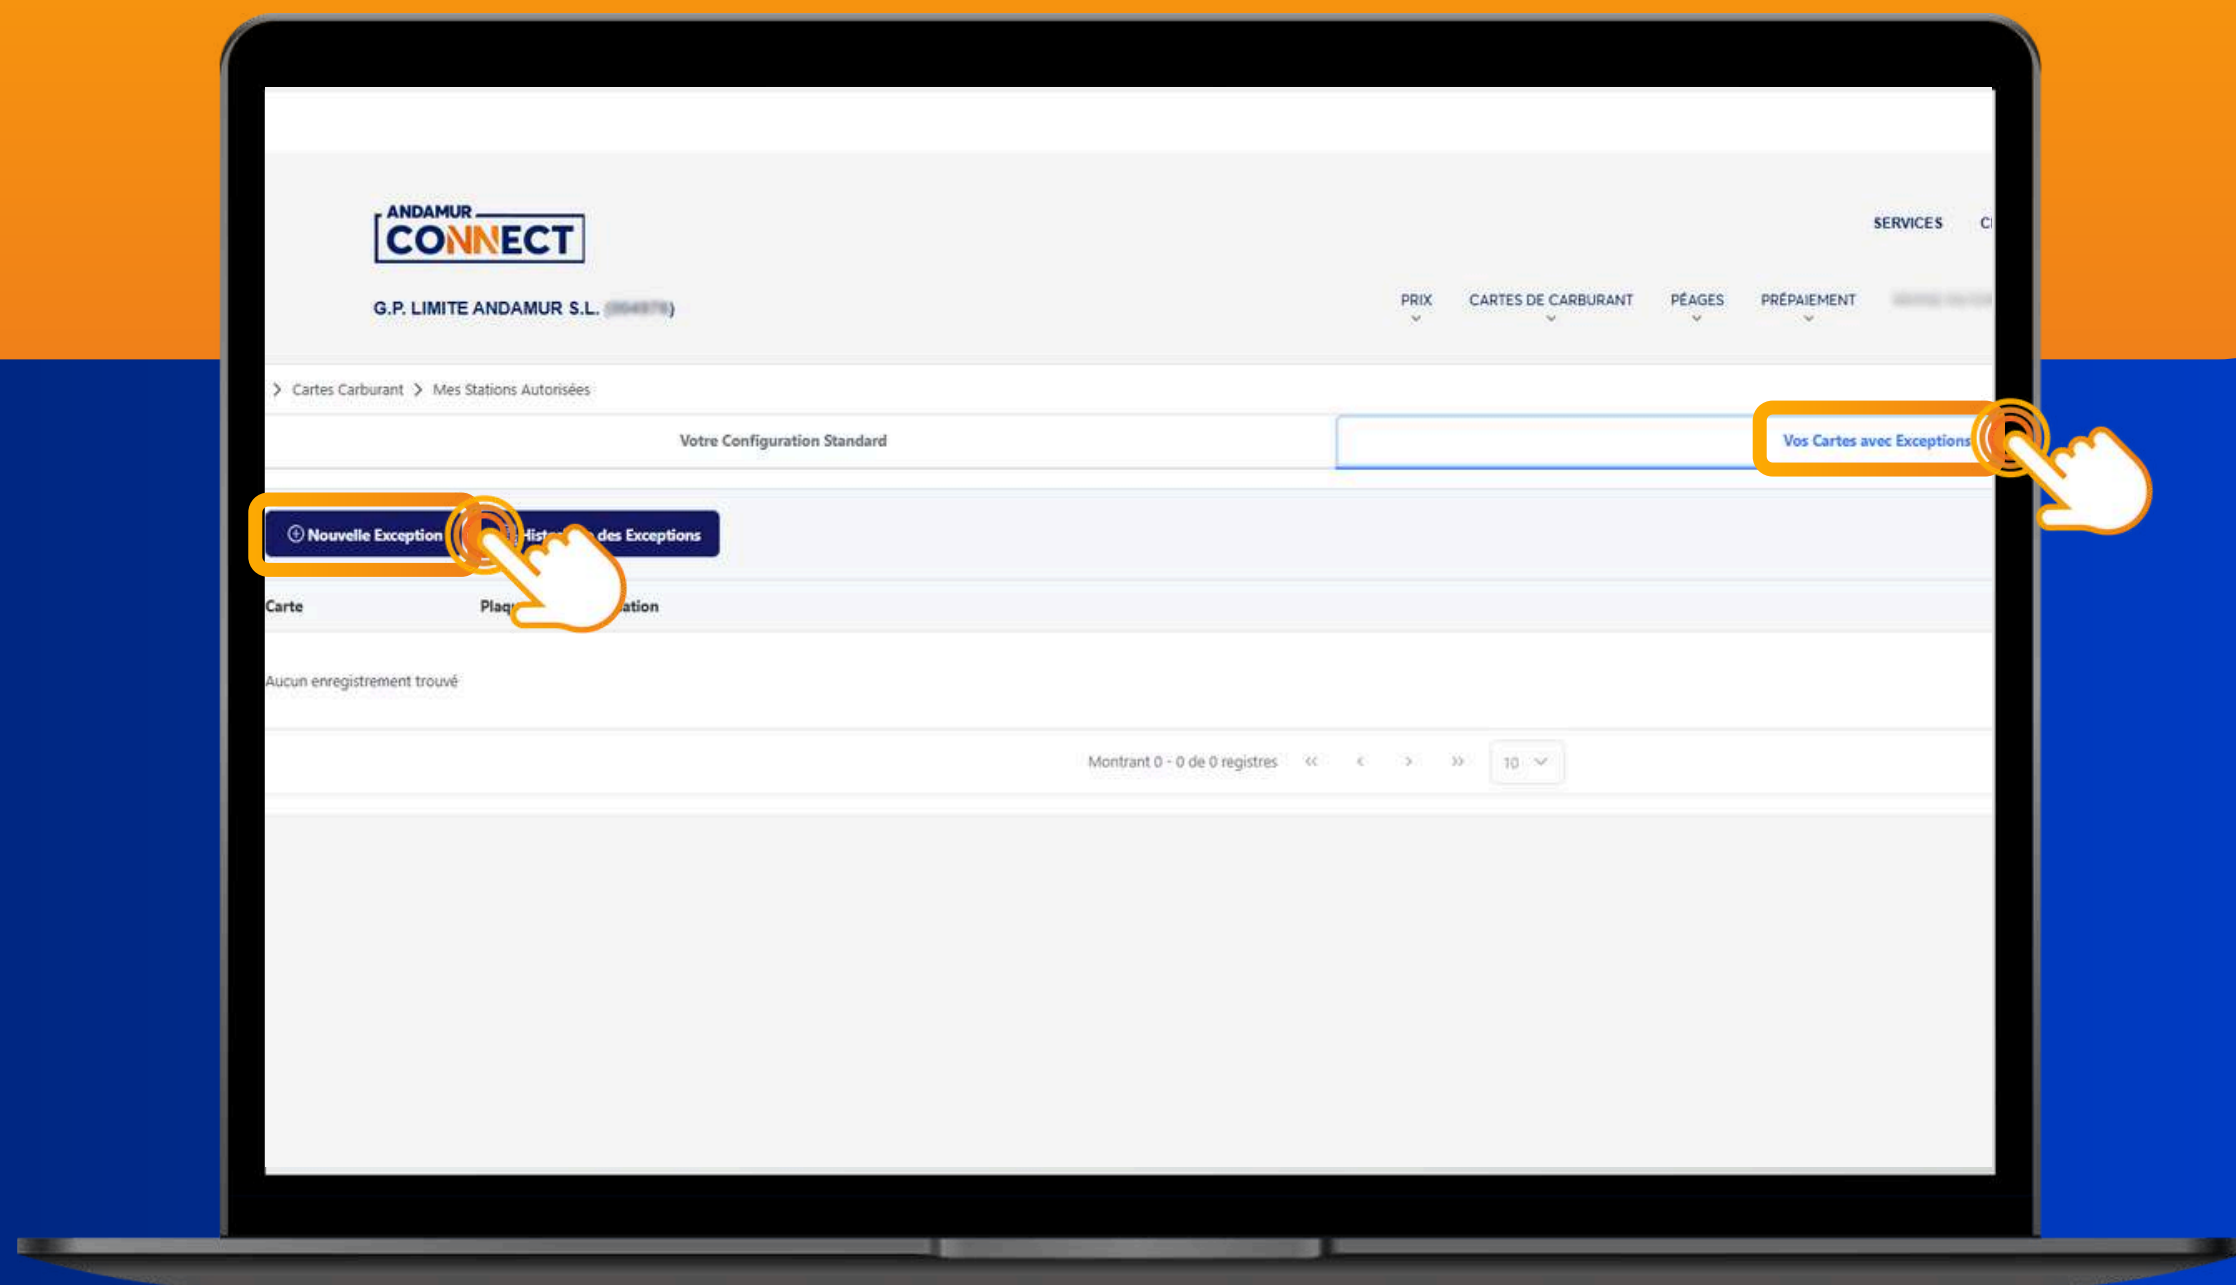 ANDAMUR
CONNECT
SERVICES
G.P. LIMITE ANDAMUR S.L. ( )
PRIX CARTES DE CARBURANT PÉAGES PRÉPAIEMENT
> Cartes Carburant > Mes Stations Autorisées
Votre Configuration Standard
Vos Cartes avec Exceptions
Nouvelle Exception
des Exceptions
Carte
Aucun enregistrement trouvé
Montrant 0 - 0 de 0 registres << < > >> 10